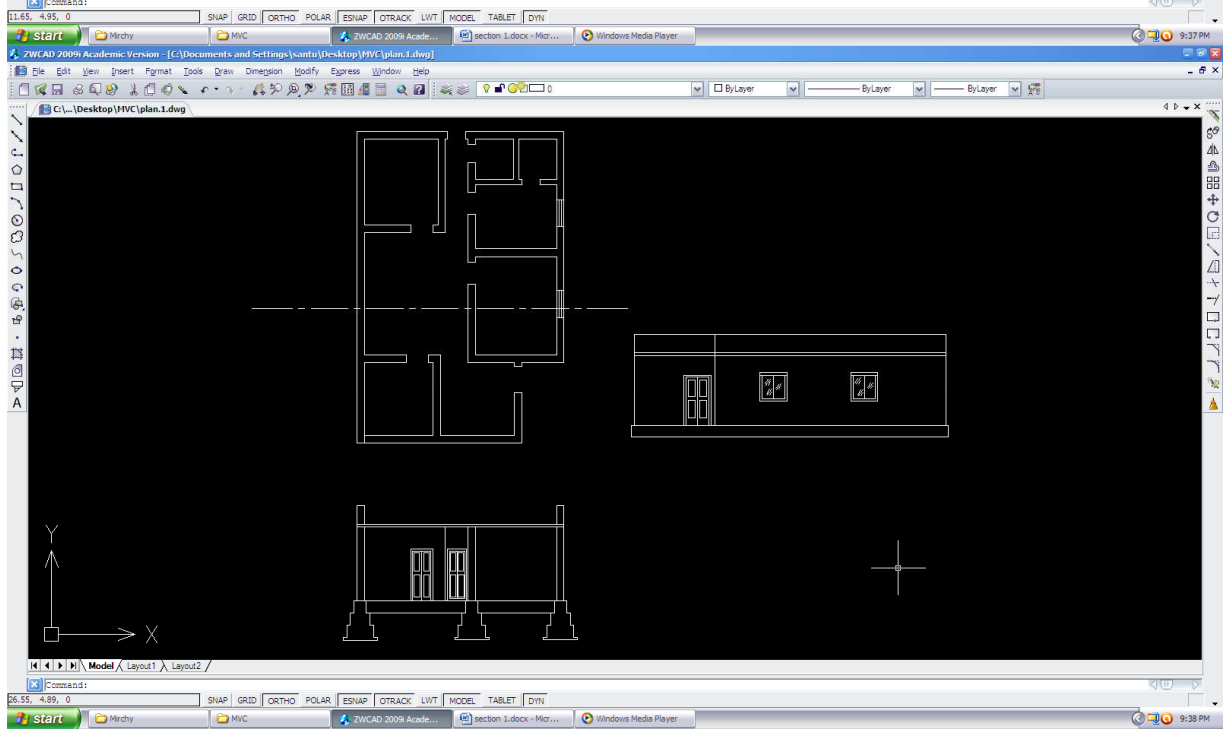 Command:
11.65, 4.95, 0 SNAP GRID ORTHO POLAR ESNAP OTRACK LWT MODEL TABLET DYN
start Mirchy MVC ZWCAD 2009i Acade... section 1.docx - Micr... Windows Media Player 9:37 PM
ZWCAD 2009i Academic Version - [C:\Documents and Settings\santu\Desktop\MVC\plan.1.dwg]
File Edit View Insert Format Tools Draw Dimension Modify Express Window Help
0 ByLayer ByLayer ByLayer
C:\...\Desktop\MVC\plan.1.dwg
A
Y
X
Model Layout1 Layout2
Command:
26.55, 4.89, 0 SNAP GRID ORTHO POLAR ESNAP OTRACK LWT MODEL TABLET DYN
start Mirchy MVC ZWCAD 2009i Acade... section 1.docx - Micr... Windows Media Player 9:38 PM